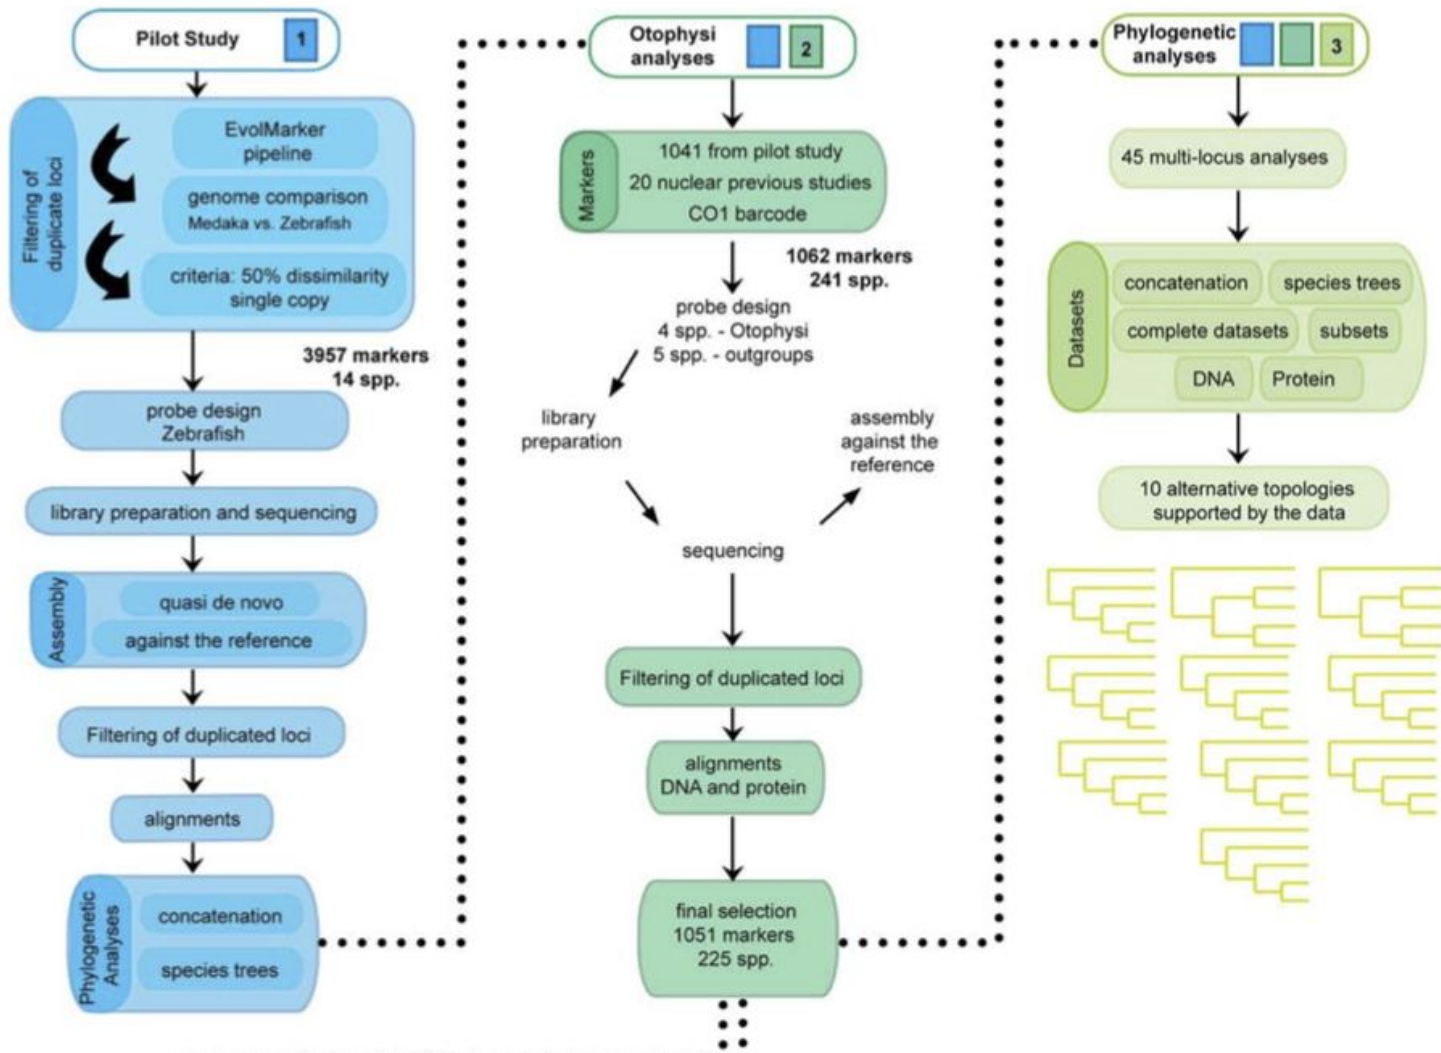 Pilot Study 1
Filtering of
duplicate loci
EvolMarker
pipeline
genome comparison
Medaka vs. Zebrafish
criteria: 50% dissimilarity
single copy
3957 markers
14 spp.
probe design
Zebrafish
library preparation and sequencing
Assembly
quasi de novo
against the reference
Filtering of duplicated loci
alignments
Phylogenetic
Analyses
concatenation
species trees
Otophysi
analyses
2
Markers
1041 from pilot study
20 nuclear previous studies
CO1 barcode
1062 markers
241 spp.
probe design
4 spp. - Otophysi
5 spp. - outgroups
library
preparation
assembly
against the
reference
sequencing
Filtering of duplicated loci
alignments
DNA and protein
final selection
1051 markers
225 spp.
Phylogenetic
analyses
3
45 multi-locus analyses
Datasets
concatenation
species trees
complete datasets
subsets
DNA
Protein
10 alternative topologies
supported by the data